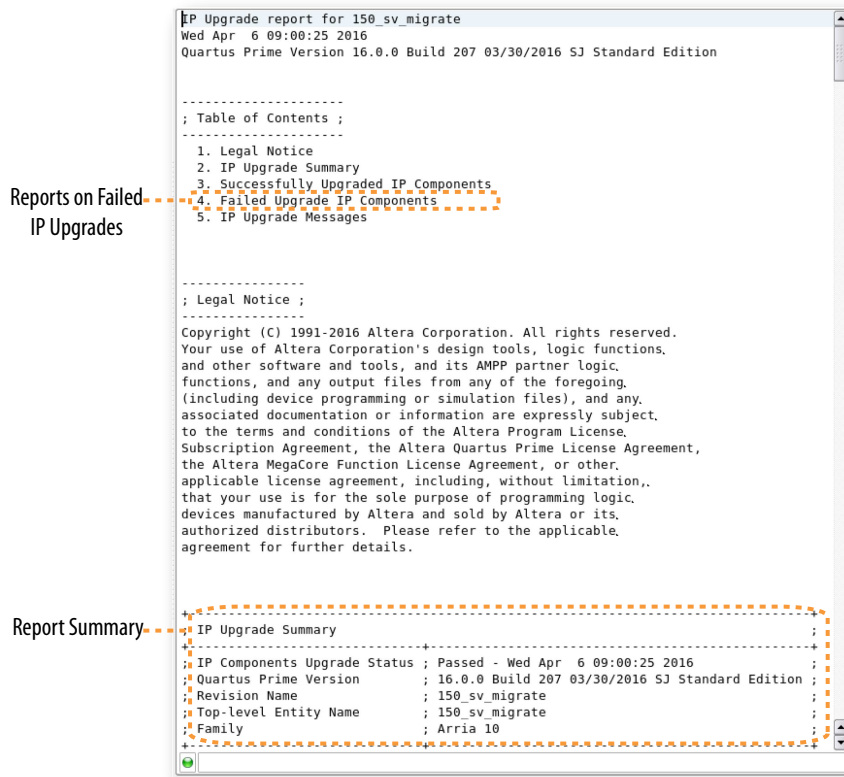 IP Upgrade report for 150_sv_migrate
Wed Apr  6 09:00:25 2016
Quartus Prime Version 16.0.0 Build 207 03/30/2016 SJ Standard Edition
---------------------
; Table of Contents ;
---------------------
1. Legal Notice
2. IP Upgrade Summary
3. Successfully Upgraded IP Components
4. Failed Upgrade IP Components
5. IP Upgrade Messages
Reports on Failed
IP Upgrades
----------------
; Legal Notice ;
----------------
Copyright (C) 1991-2016 Altera Corporation. All rights reserved.
Your use of Altera Corporation's design tools, logic functions
and other software and tools, and its AMPP partner logic
functions, and any output files from any of the foregoing
(including device programming or simulation files), and any
associated documentation or information are expressly subject
to the terms and conditions of the Altera Program License
Subscription Agreement, the Altera Quartus Prime License Agreement,
the Altera MegaCore Function License Agreement, or other
applicable license agreement, including, without limitation,
that your use is for the sole purpose of programming logic
devices manufactured by Altera and sold by Altera or its
authorized distributors.  Please refer to the applicable
agreement for further details.
Report Summary
+--------------------------------------------------------------------------------+
; IP Upgrade Summary ;
+------------------------------+-------------------------------------------------+
; IP Components Upgrade Status ; Passed - Wed Apr  6 09:00:25 2016 ;
; Quartus Prime Version ; 16.0.0 Build 207 03/30/2016 SJ Standard Edition ;
; Revision Name ; 150_sv_migrate ;
; Top-level Entity Name ; 150_sv_migrate ;
; Family ; Arria 10 ;
+------------------------------+-------------------------------------------------+